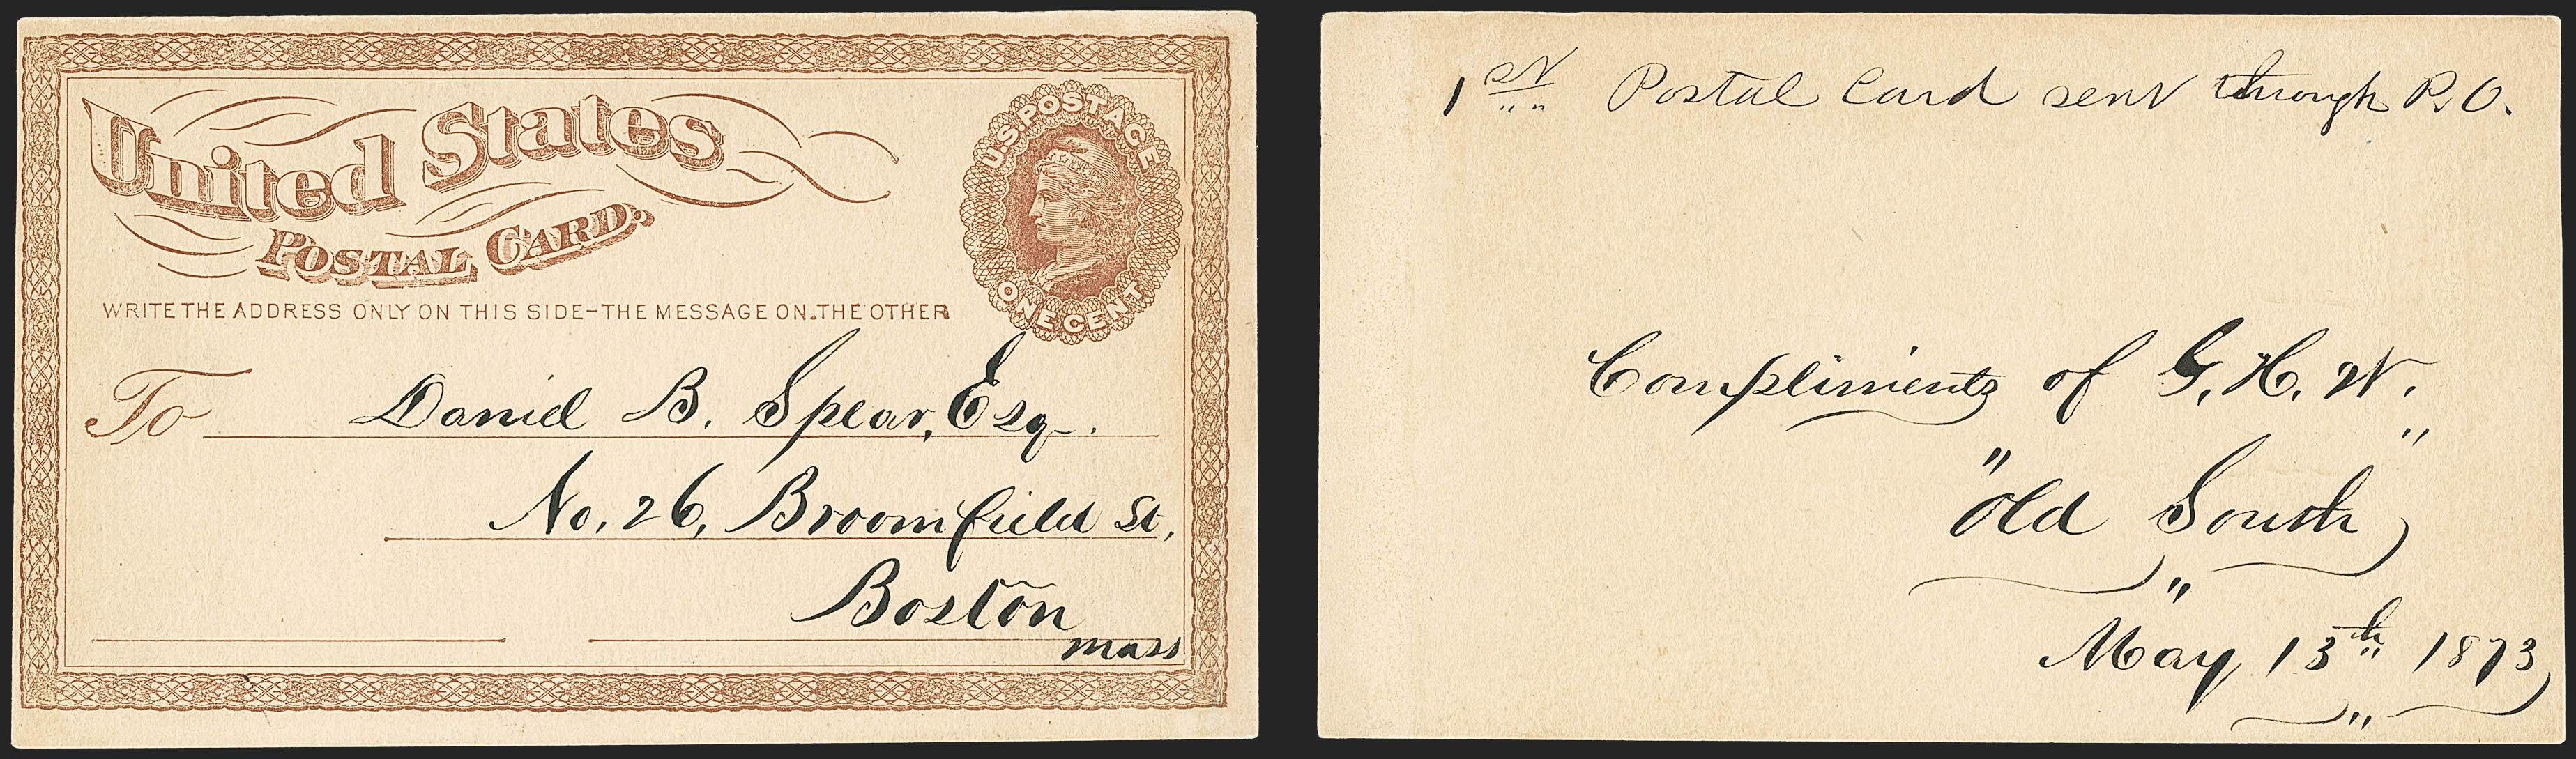 United States
POSTAL CARD.
U.S. POSTAGE
ONE CENT
WRITE THE ADDRESS ONLY ON THIS SIDE-THE MESSAGE ON THE OTHER
To Daniel B. Spear, Esq.
No. 26, Broomfield St,
Boston
Mass
1st Postal Card sent through P.O.
Compliments of G. H. W.
"Old South"
May 13th 1873